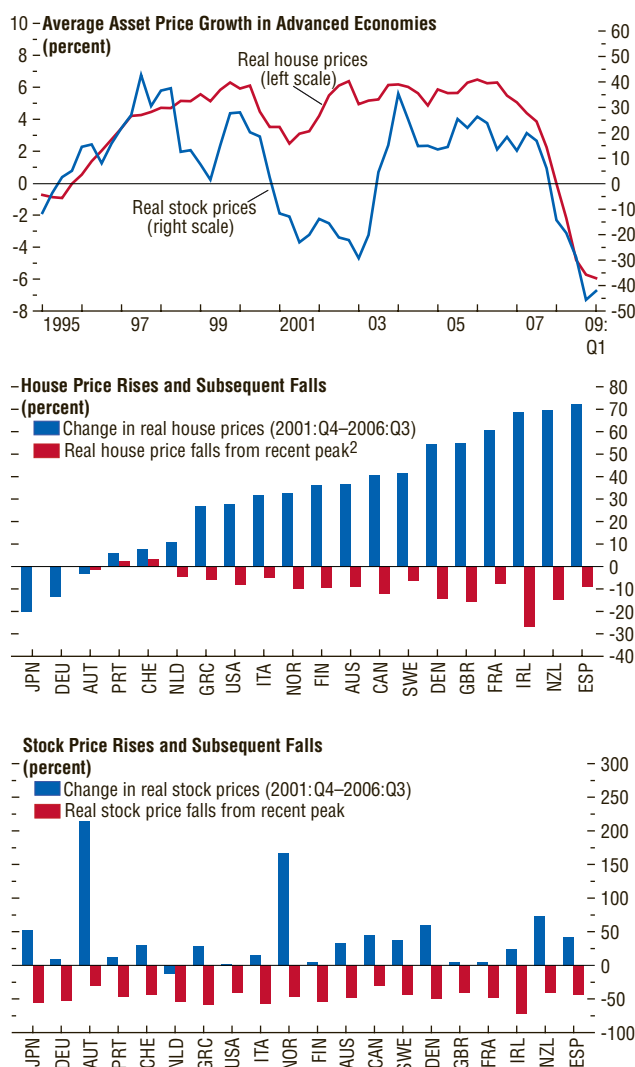 Average Asset Price Growth in Advanced Economies
(percent)
10
8
6
4
2
0
-2
-4
-6
-8
60
50
40
30
20
10
0
-10
-20
-30
-40
-50
Real house prices
(left scale)
Real stock prices
(right scale)
1995 97 99 2001 03 05 07 09:
Q1
House Price Rises and Subsequent Falls
(percent)
Change in real house prices (2001:Q4–2006:Q3)
Real house price falls from recent peak2
80
70
60
50
40
30
20
10
0
-10
-20
-30
-40
JPN DEU AUT PRT CHE NLD GRC USA ITA NOR FIN AUS CAN SWE DEN GBR FRA IRL NZL ESP
Stock Price Rises and Subsequent Falls
(percent)
Change in real stock prices (2001:Q4–2006:Q3)
Real stock price falls from recent peak
300
250
200
150
100
50
0
-50
-100
JPN DEU AUT PRT CHE NLD GRC USA ITA NOR FIN AUS CAN SWE DEN GBR FRA IRL NZL ESP